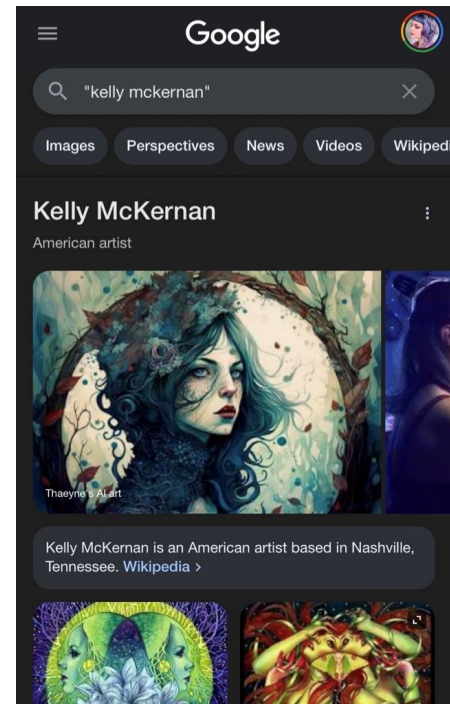 Google
"kelly mckernan"
Images Perspectives News Videos Wikipedi
Kelly McKernan
American artist
Thaeyne's AI art
Kelly McKernan is an American artist based in Nashville,
Tennessee. Wikipedia >